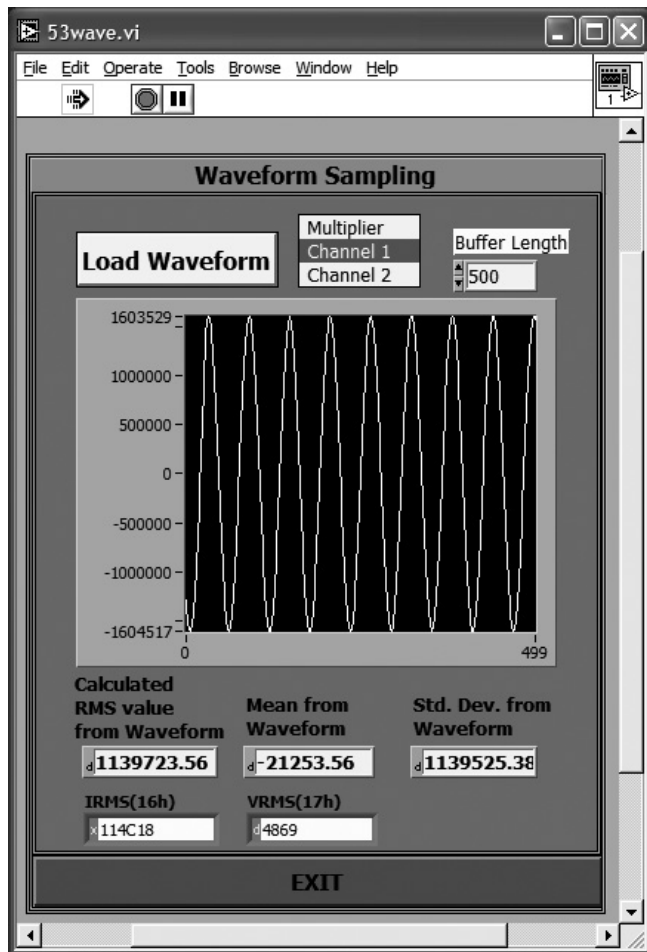 53wave.vi
File Edit Operate Tools Browse Window Help
1
Waveform Sampling
Load Waveform
Multiplier
Channel 1
Channel 2
Buffer Length
500
1603529
1000000
500000
0
-500000
-1000000
-1604517
0 499
Calculated
RMS value
from Waveform
Mean from
Waveform
Std. Dev. from
Waveform
d 1139723.56 d -21253.56 d 1139525.38
IRMS(16h) VRMS(17h)
x 114C18 d 4869
EXIT